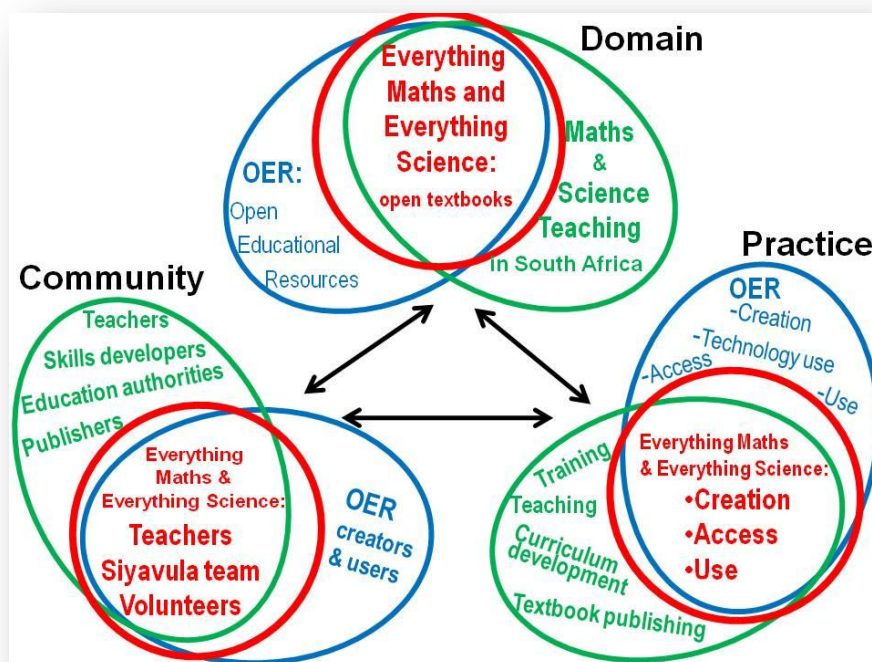 Domain
Everything
Maths and
Everything
Science:
open textbooks
OER:
Open
Educational
Resources
Maths
&
Science
Teaching
in South Africa
Community
Teachers
Skills developers
Education authorities
Publishers
Everything
Maths &
Everything Science:
Teachers
Siyavula team
Volunteers
OER
creators
& users
Practice
OER
-Creation
-Technology use
-Access
-Use
Everything Maths
& Everything Science:
•Creation
•Access
•Use
Training
Teaching
Curriculum
development
Textbook publishing